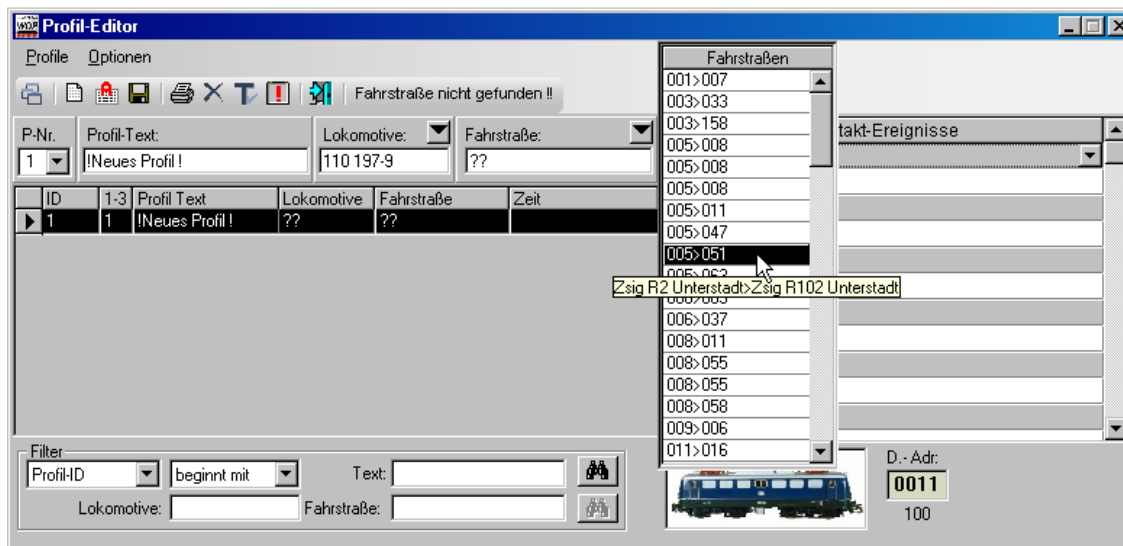 Profil-Editor
Profile Optionen
Fahrstraße nicht gefunden !!
P-Nr. Profil-Text: Lokomotive: Fahrstraße:
1 !Neues Profil ! 110 197-9 ??
ID 1-3 Profil Text Lokomotive Fahrstraße Zeit
1 1 !Neues Profil ! ?? ??
Fahrstraßen
001>007
003>033
003>158
005>008
005>008
005>008
005>011
005>047
005>051
005>063
Zsig R2 Unterstadt>Zsig R102 Unterstadt
006>037
008>011
008>055
008>055
008>058
009>006
011>016
takt-Ereignisse
Filter
Profil-ID beginnt mit Text:
Lokomotive: Fahrstraße:
D.- Adr:
0011
100